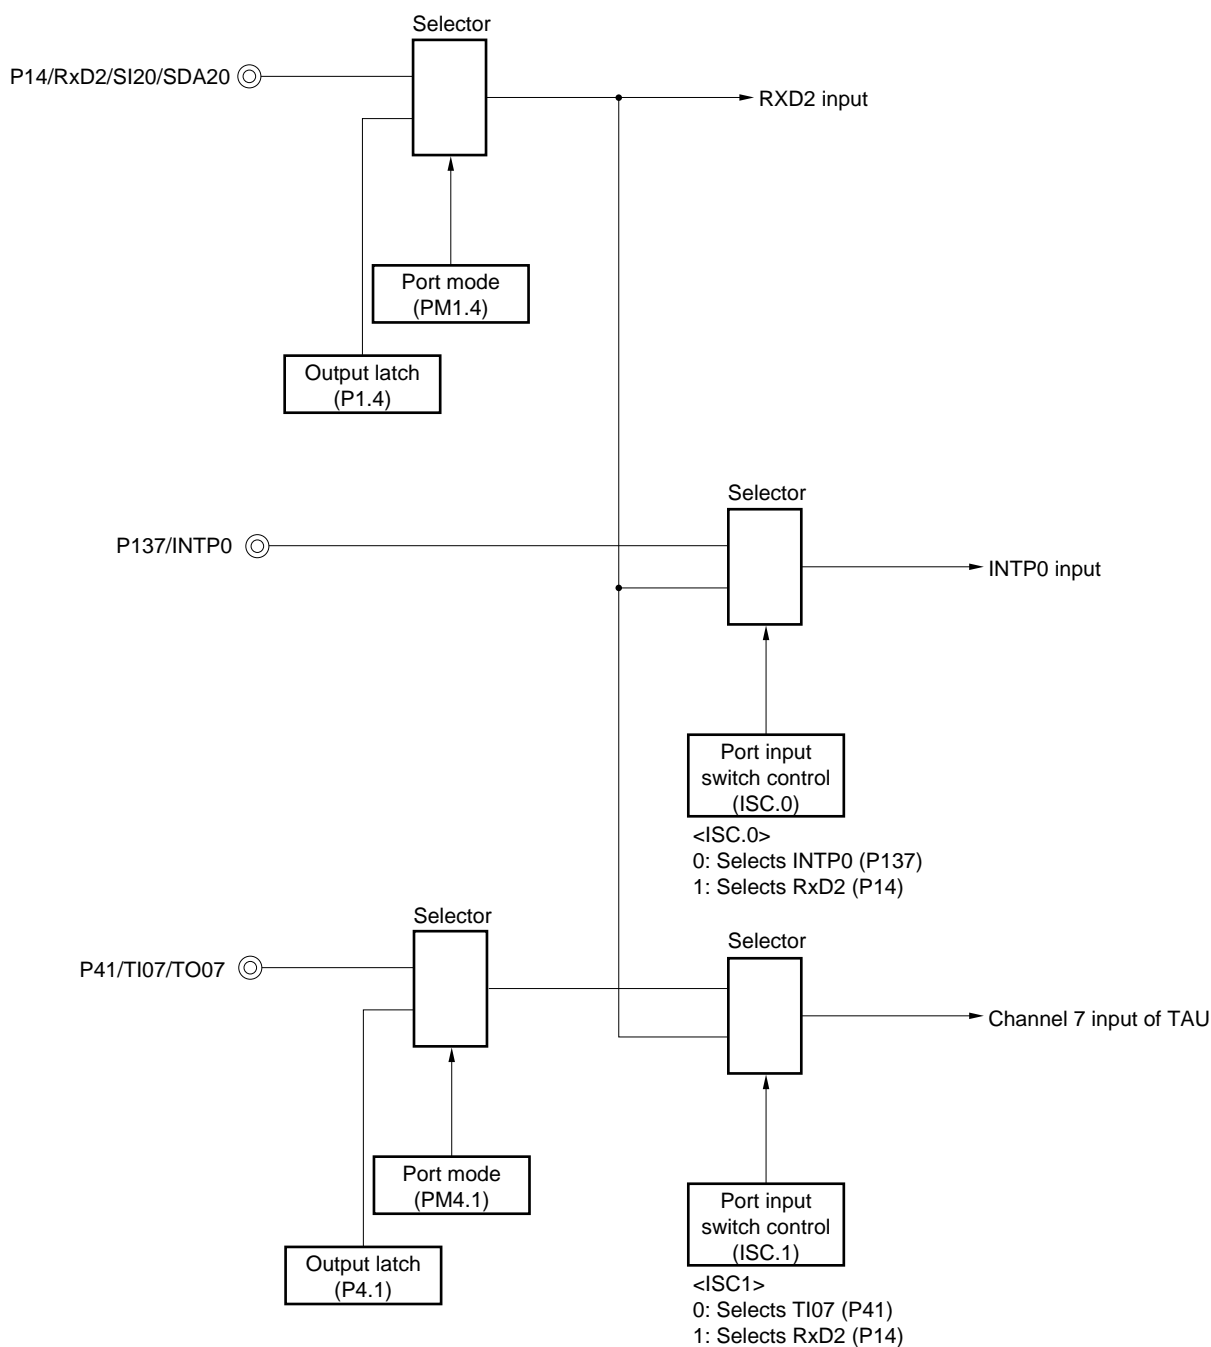 Selector
P14/RxD2/SI20/SDA20
RXD2 input
Port mode
(PM1.4)
Output latch
(P1.4)
Selector
P137/INTP0
INTP0 input
Port input
switch control
(ISC.0)
<ISC.0>
0: Selects INTP0 (P137)
1: Selects RxD2 (P14)
Selector
Selector
P41/TI07/TO07
Channel 7 input of TAU
Port mode
(PM4.1)
Port input
switch control
(ISC.1)
Output latch
(P4.1)
<ISC1>
0: Selects TI07 (P41)
1: Selects RxD2 (P14)